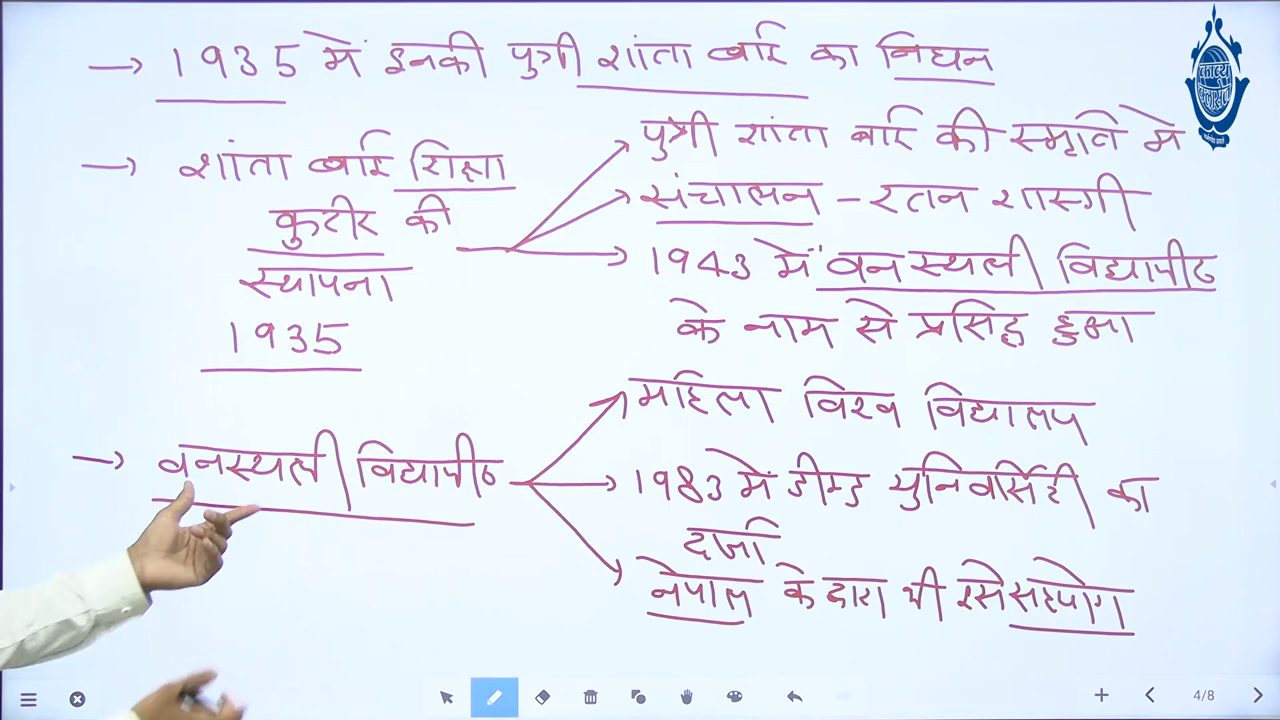 → 1935 में इनकी पुत्री शांता बाई का निधन
→ शांता बाई शिक्षा
कुटीर की
स्थापना
1935
पुत्री शांता बाई की स्मृति में
संचालन – रतन शास्त्री
1943 में वनस्थली विद्यापीठ
के नाम से प्रसिद्ध हुआ
→ वनस्थली विद्यापीठ
महिला विश्व विद्यालय
1983 में डीम्ड युनिवर्सिटी का
दर्जा
नेपाल के द्वारा भी इसे सहयोग
4/8
काव्य